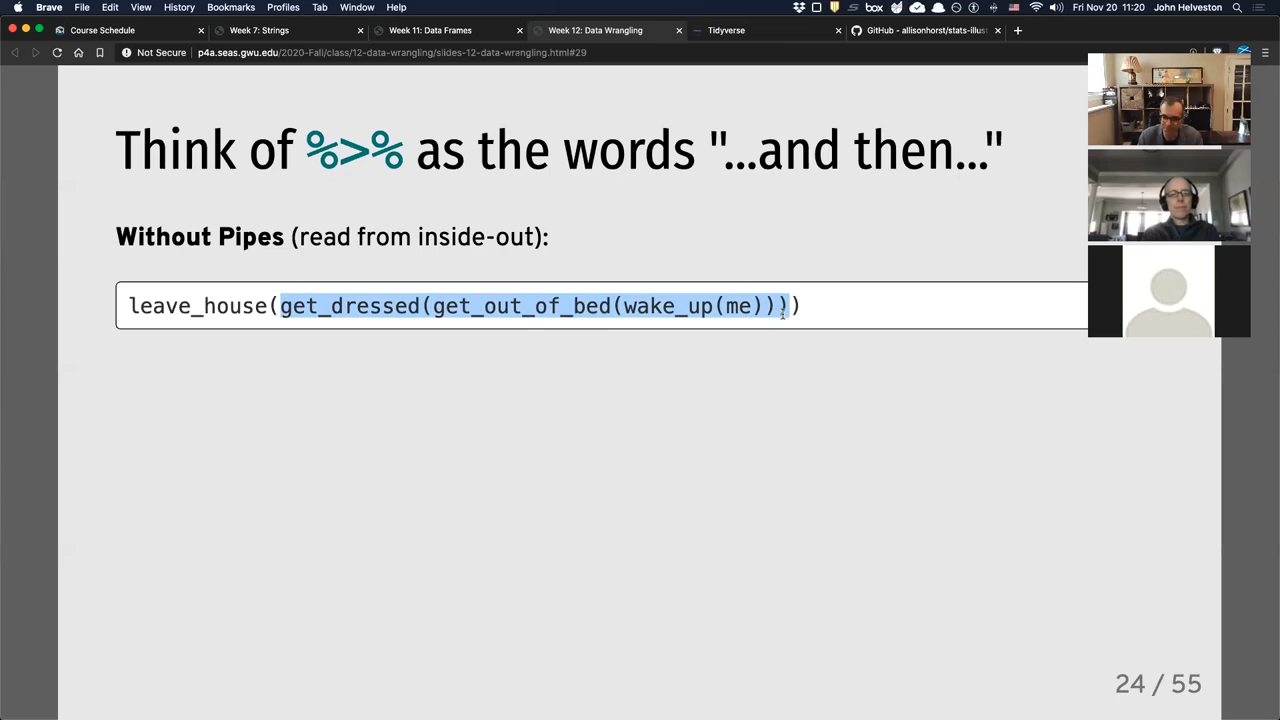 Brave File Edit View History Bookmarks Profiles Tab Window Help box Fri Nov 20 11:20 John Helveston
Course Schedule Week 7: Strings Week 11: Data Frames Week 12: Data Wrangling Tidyverse GitHub - allisonhorst/stats-illust
Not Secure p4a.seas.gwu.edu/2020-Fall/class/12-data-wrangling/slides-12-data-wrangling.html#29
Think of %>% as the words "...and then..."
Without Pipes (read from inside-out):
leave_house(get_dressed(get_out_of_bed(wake_up(me))))
24 / 55